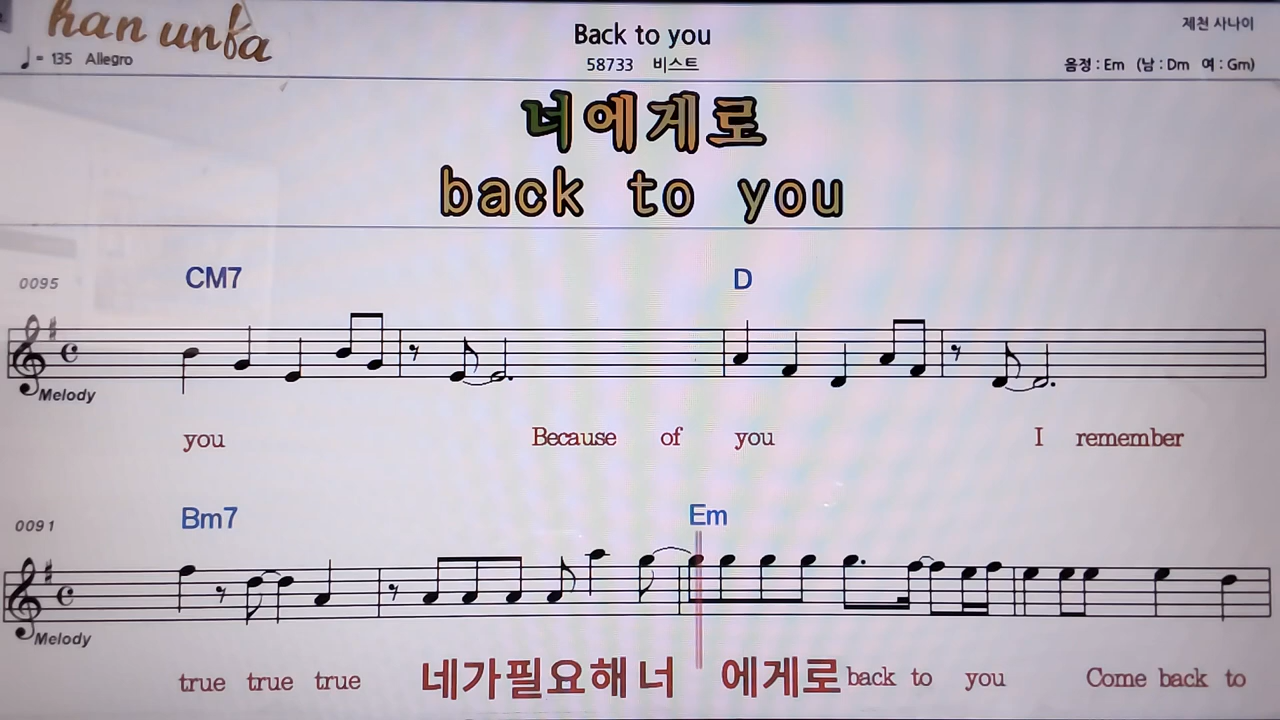 han unfa
Back to you
제천 사나이
♩ = 135 Allegro
58733 비스트
음정 : Em (남 : Dm 여 : Gm)
너에게로
back to you
0095
CM7 D
Melody
you Because of you I remember
0091
Bm7 Em
Melody
true true true 네가필요해 너 에게로 back to you Come back to